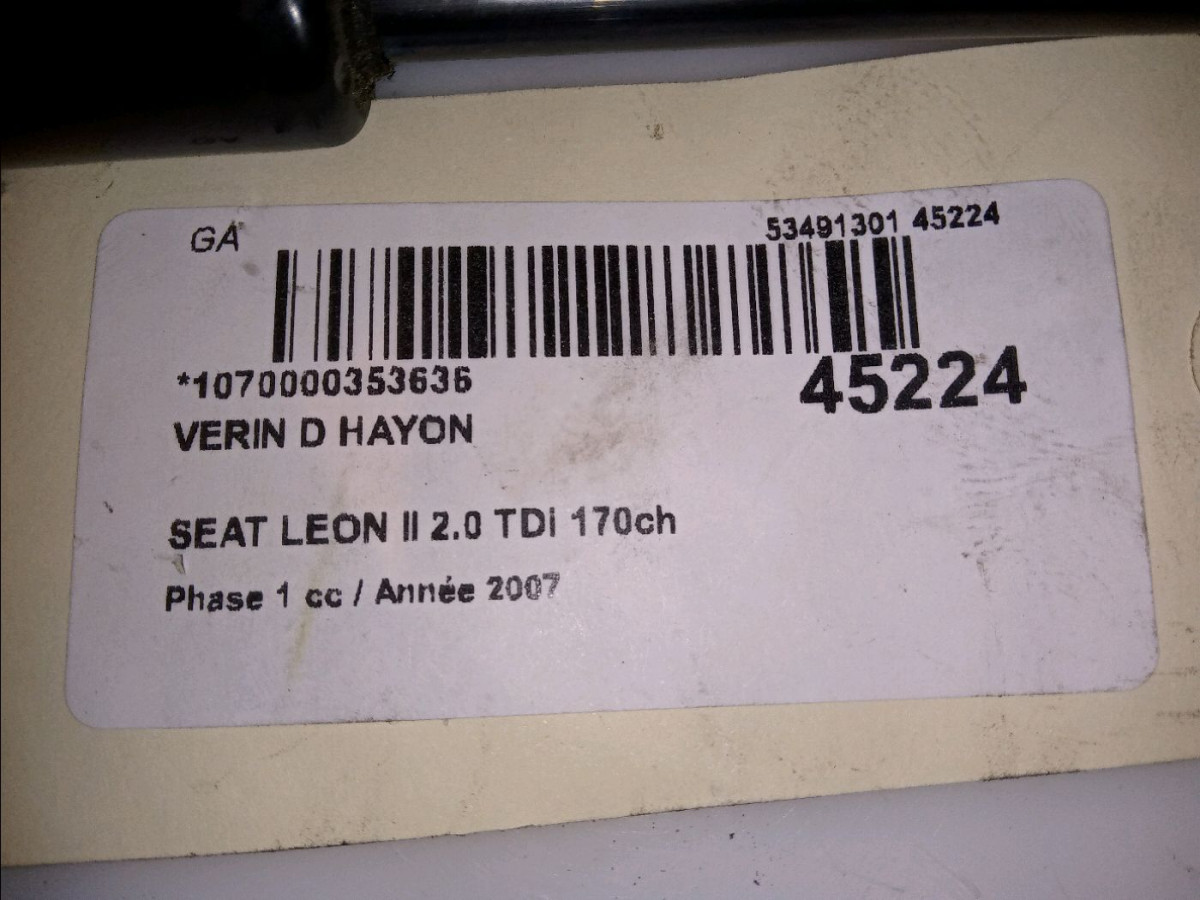 GA
53491301 45224
*1070000353636
45224
VERIN D HAYON
SEAT LEON II 2.0 TDi 170ch
Phase 1 cc / Année 2007